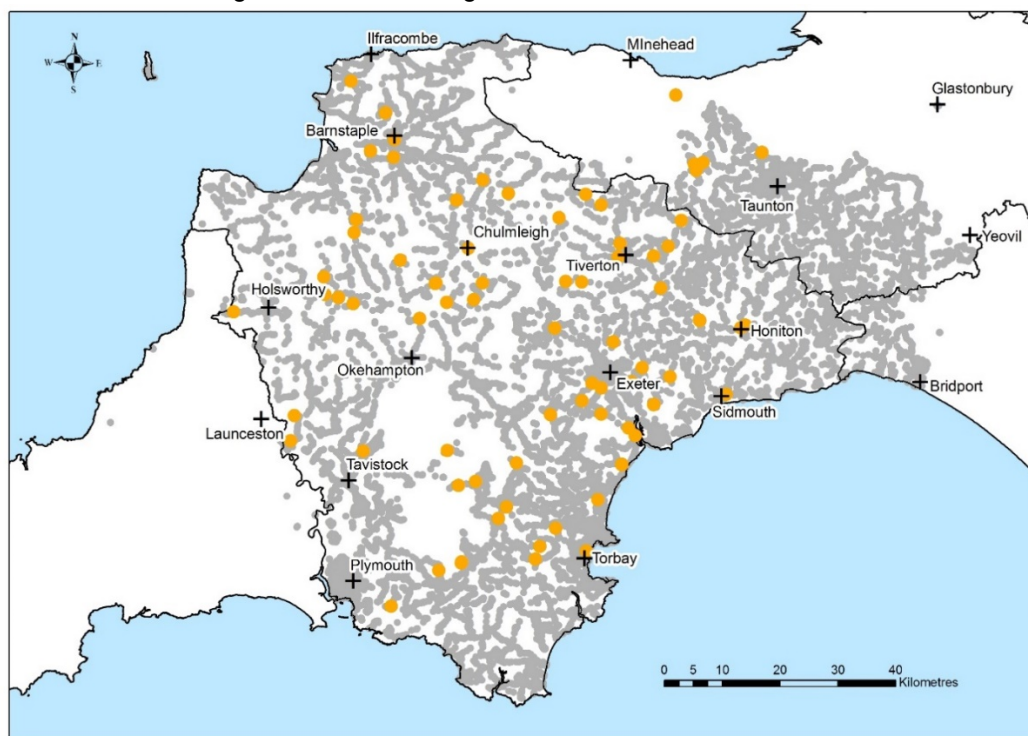 N
W
E
S
Ilfracombe
MInehead
Glastonbury
Barnstaple
Taunton
Yeovil
Chulmleigh
Tiverton
Holsworthy
Honiton
Okehampton
Exeter
Bridport
Sidmouth
Launceston
Tavistock
Torbay
Plymouth
0 5 10 20 30 40
Kilometres